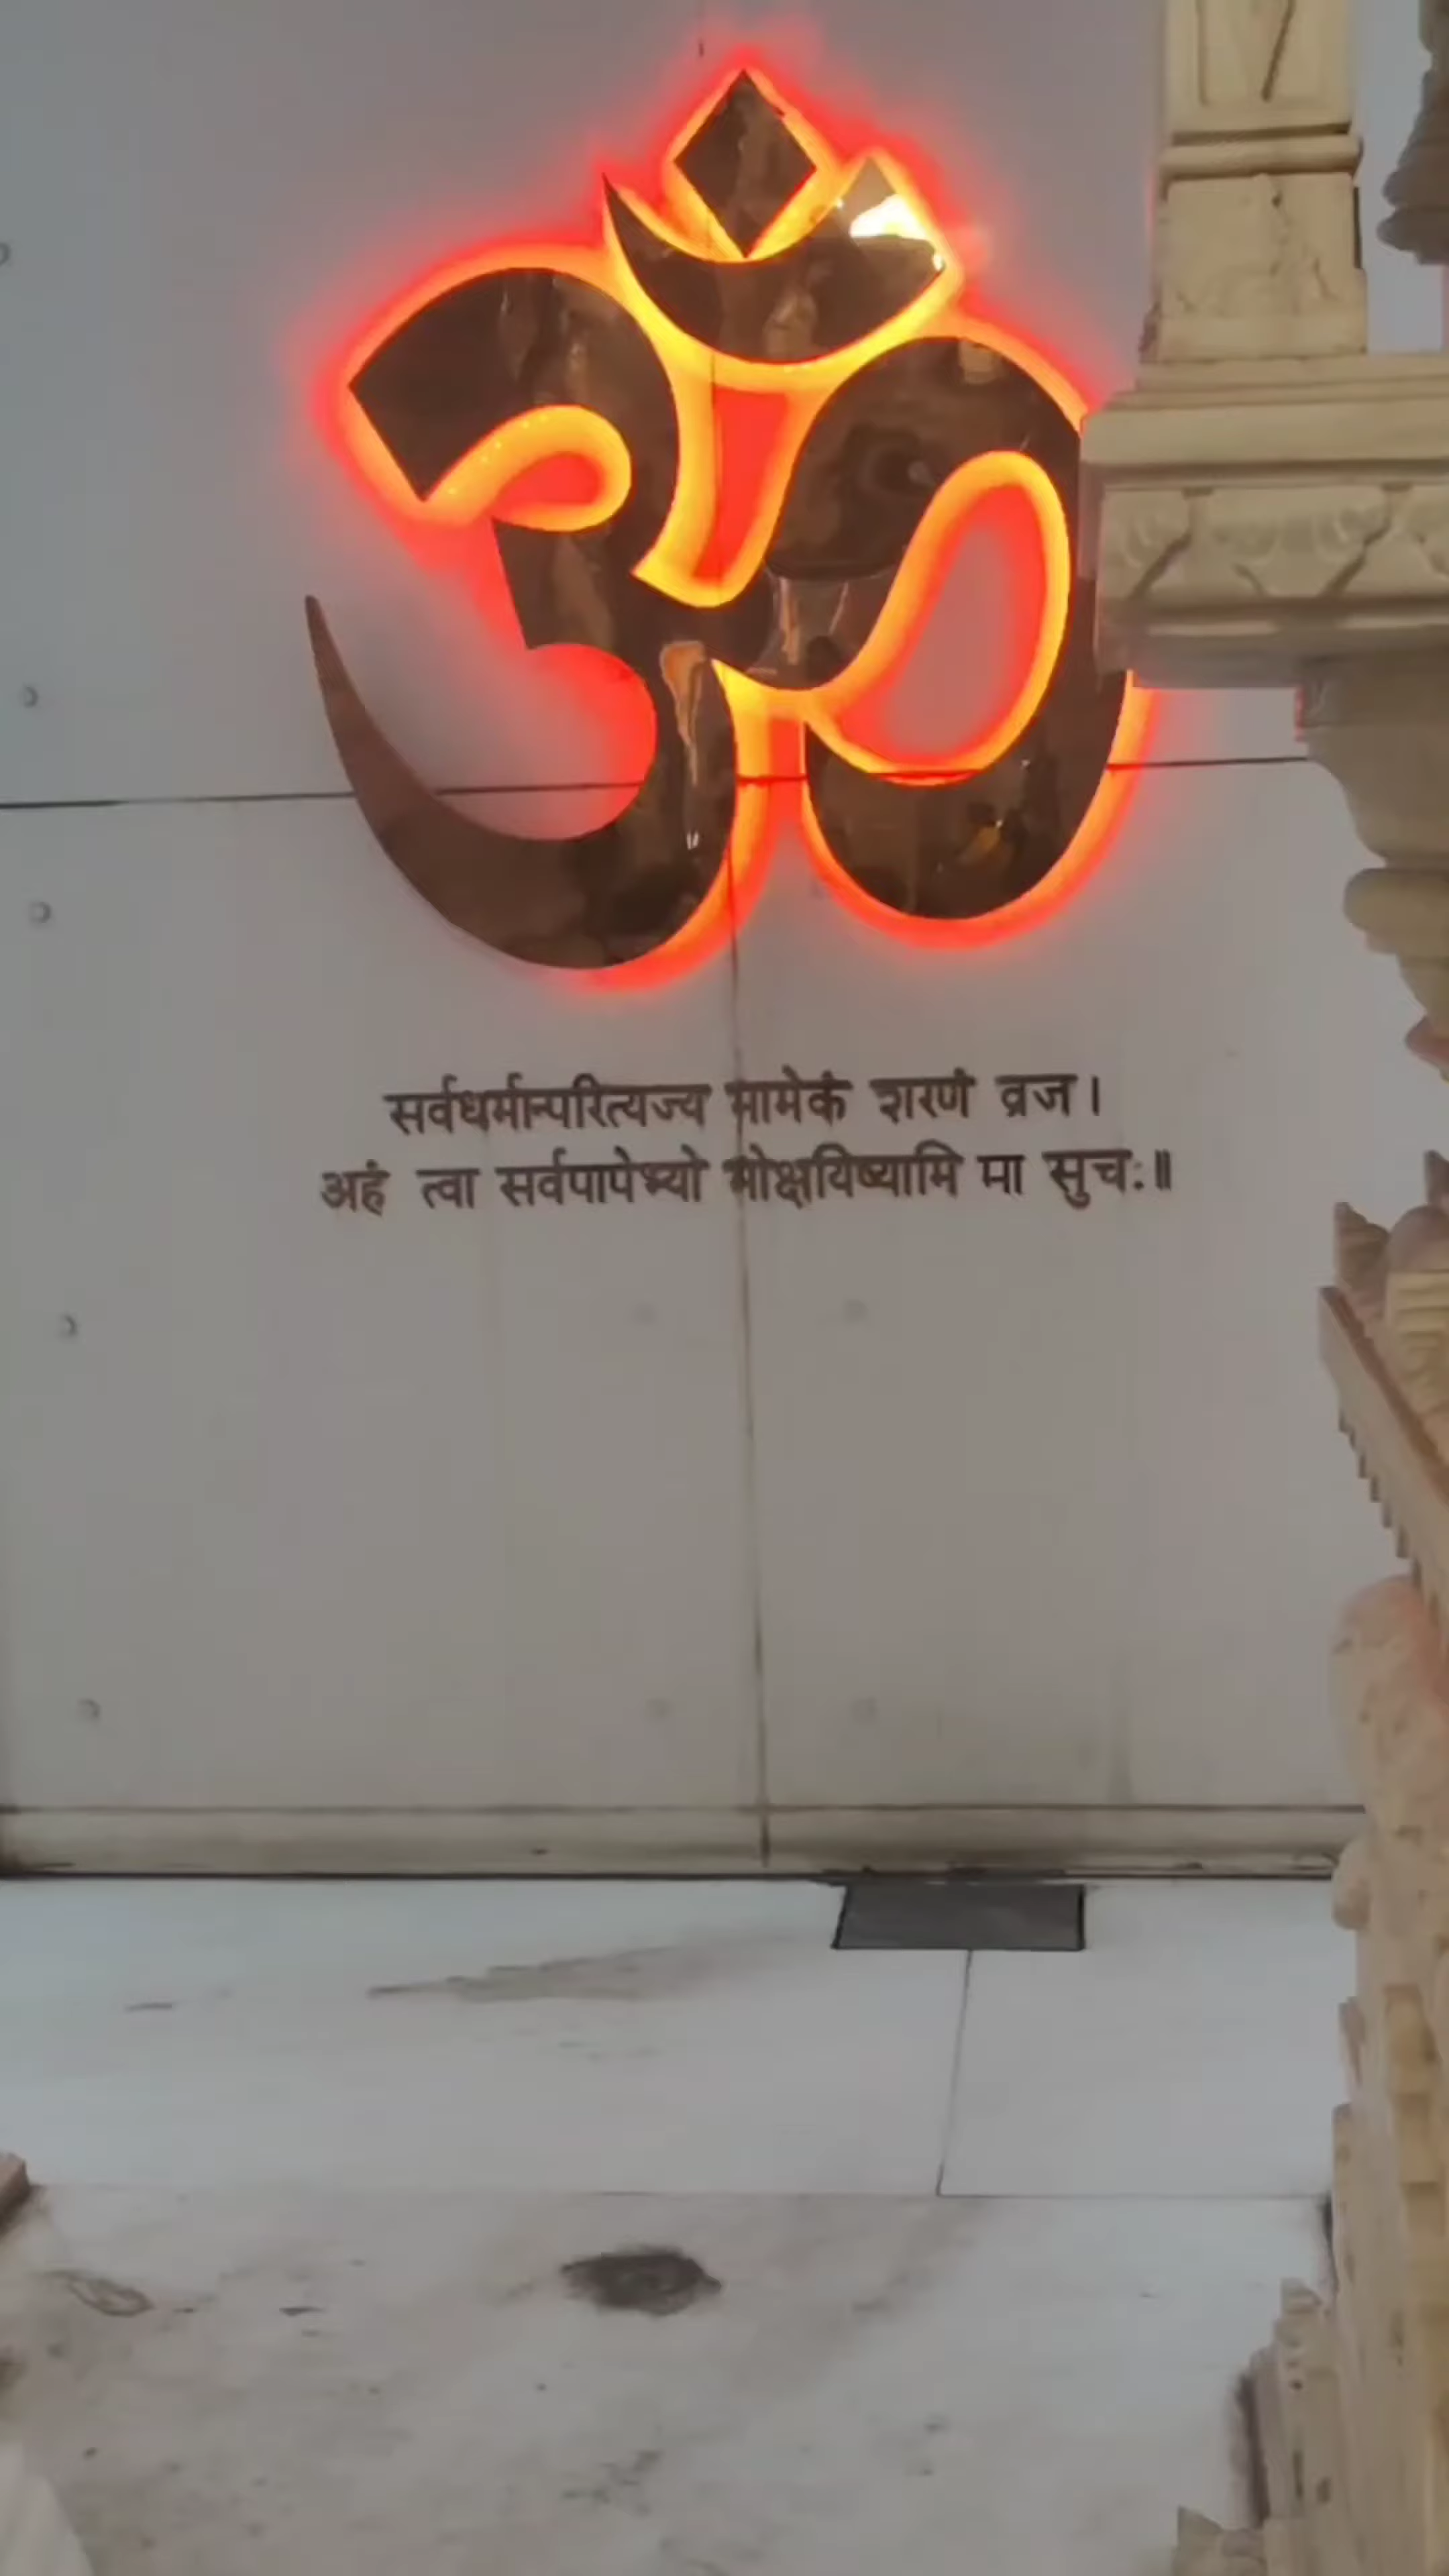 सर्वधर्मान्परित्यज्य मामेकं शरणं व्रज।
अहं त्वा सर्वपापेभ्यो मोक्षयिष्यामि मा सुचः॥